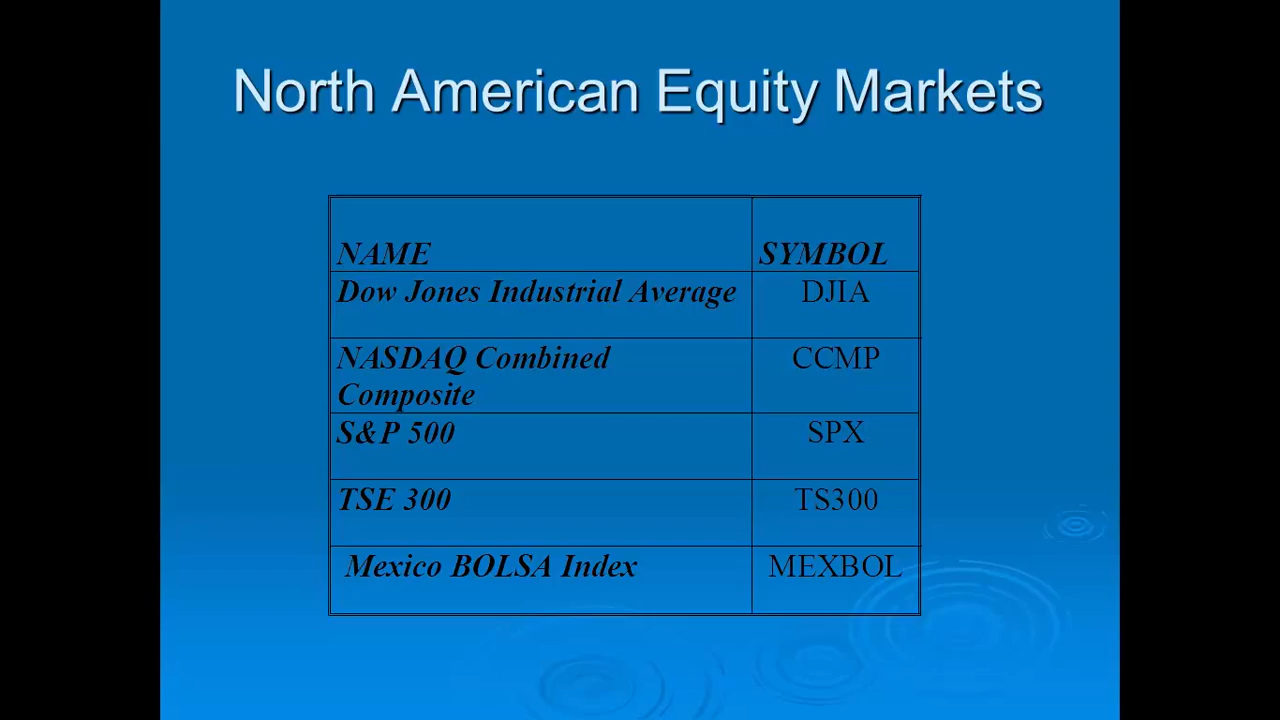 North American Equity Markets
NAME SYMBOL
Dow Jones Industrial Average DJIA
NASDAQ Combined CCMP
Composite
S&P 500 SPX
TSE 300 TS300
Mexico BOLSA Index MEXBOL